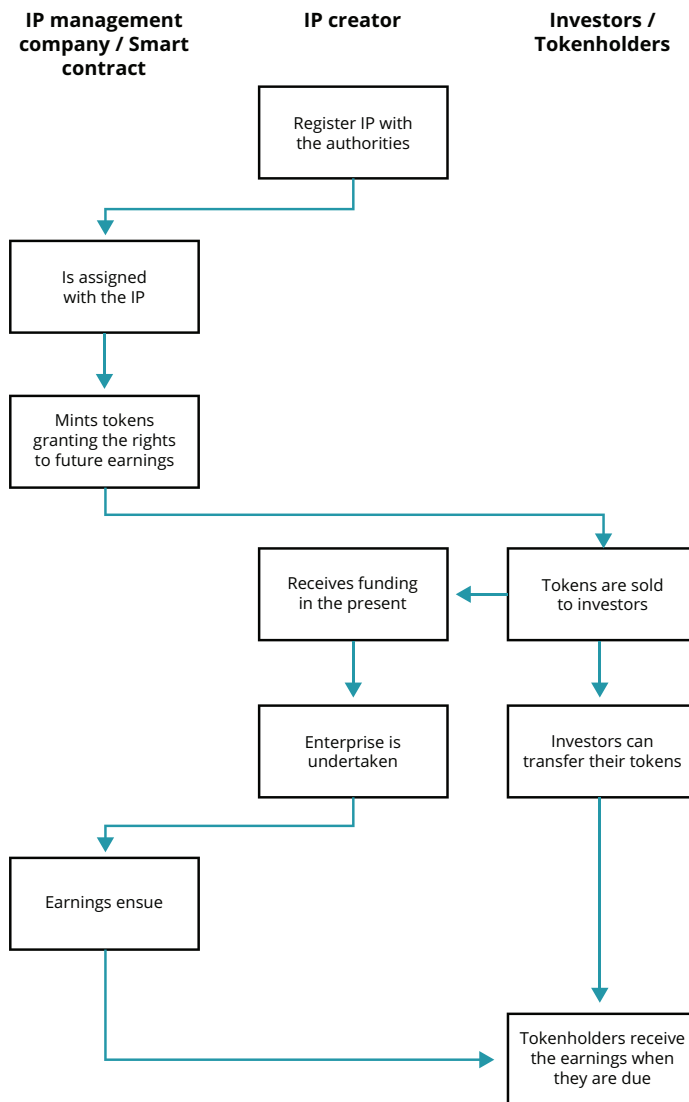 IP management
company / Smart
contract
IP creator
Investors /
Tokenholders
Register IP with
the authorities
Is assigned
with the IP
Mints tokens
granting the rights
to future earnings
Receives funding
in the present
Tokens are sold
to investors
Enterprise is
undertaken
Investors can
transfer their tokens
Earnings ensue
Tokenholders receive
the earnings when
they are due